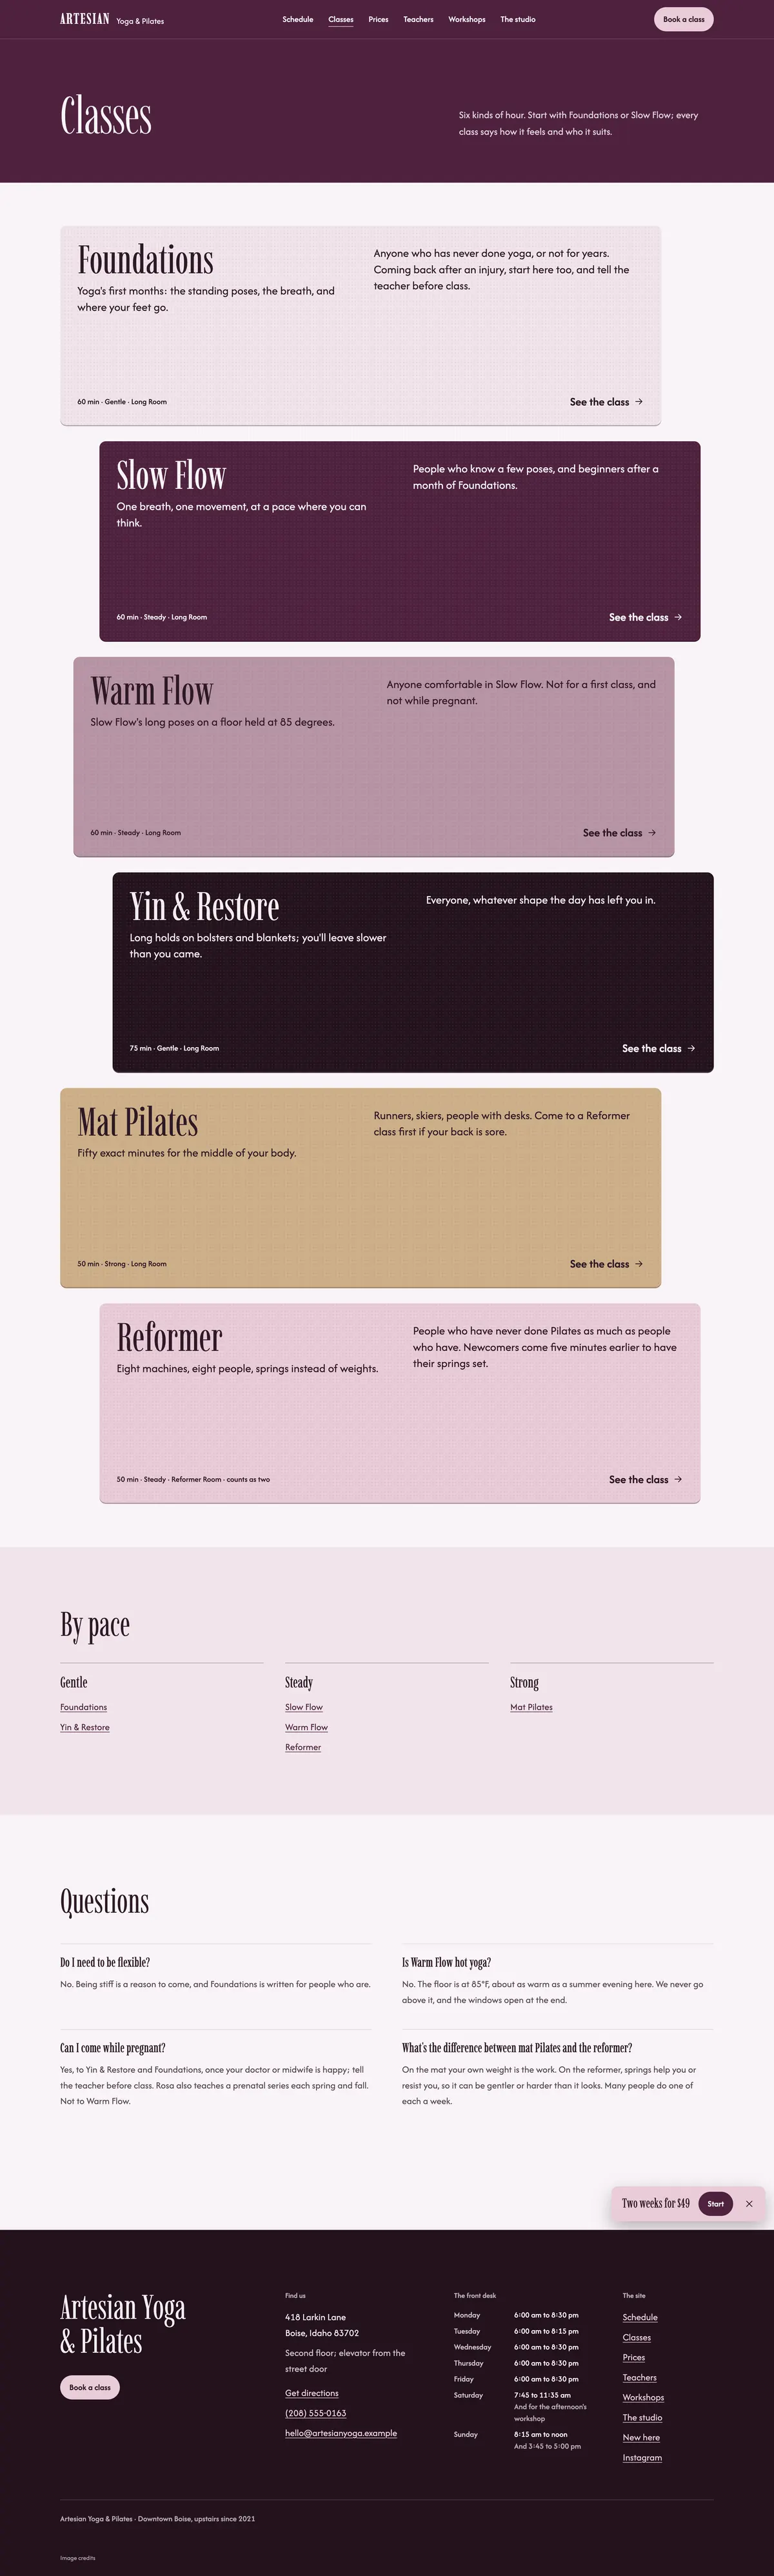 ARTESIAN Yoga & Pilates
Schedule Classes Prices Teachers Workshops The studio
Book a class
Classes
Six kinds of hour. Start with Foundations or Slow Flow; every
class says how it feels and who it suits.
Foundations
Yoga's first months: the standing poses, the breath, and
where your feet go.
Anyone who has never done yoga, or not for years.
Coming back after an injury, start here too, and tell the
teacher before class.
60 min · Gentle · Long Room
See the class →
Slow Flow
One breath, one movement, at a pace where you can
think.
People who know a few poses, and beginners after a
month of Foundations.
60 min · Steady · Long Room
See the class →
Warm Flow
Slow Flow's long poses on a floor held at 85 degrees.
Anyone comfortable in Slow Flow. Not for a first class, and
not while pregnant.
60 min · Steady · Long Room
See the class →
Yin & Restore
Long holds on bolsters and blankets; you'll leave slower
than you came.
Everyone, whatever shape the day has left you in.
75 min · Gentle · Long Room
See the class →
Mat Pilates
Fifty exact minutes for the middle of your body.
Runners, skiers, people with desks. Come to a Reformer
class first if your back is sore.
50 min · Strong · Long Room
See the class →
Reformer
Eight machines, eight people, springs instead of weights.
People who have never done Pilates as much as people
who have. Newcomers come five minutes earlier to have
their springs set.
50 min · Steady · Reformer Room · counts as two
See the class →
By pace
Gentle
Foundations
Yin & Restore
Steady
Slow Flow
Warm Flow
Reformer
Strong
Mat Pilates
Questions
Do I need to be flexible?
No. Being stiff is a reason to come, and Foundations is written for people who are.
Is Warm Flow hot yoga?
No. The floor is at 85°F, about as warm as a summer evening here. We never go
above it, and the windows open at the end.
Can I come while pregnant?
Yes, to Yin & Restore and Foundations, once your doctor or midwife is happy; tell
the teacher before class. Rosa also teaches a prenatal series each spring and fall.
Not to Warm Flow.
What's the difference between mat Pilates and the reformer?
On the mat your own weight is the work. On the reformer, springs help you or
resist you, so it can be gentler or harder than it looks. Many people do one of
each a week.
Two weeks for $49
Start
Artesian Yoga
& Pilates
Book a class
Find us
418 Larkin Lane
Boise, Idaho 83702
Second floor; elevator from the
street door
Get directions
(208) 555-0163
hello@artesianyoga.example
The front desk
Monday 6:00 am to 8:30 pm
Tuesday 6:00 am to 8:15 pm
Wednesday 6:00 am to 8:30 pm
Thursday 6:00 am to 8:30 pm
Friday 6:00 am to 8:30 pm
Saturday 7:45 to 11:35 am
And for the afternoon's
workshop
Sunday 8:15 am to noon
And 3:45 to 5:00 pm
The site
Schedule
Classes
Prices
Teachers
Workshops
The studio
New here
Instagram
Artesian Yoga & Pilates · Downtown Boise, upstairs since 2021
Image credits